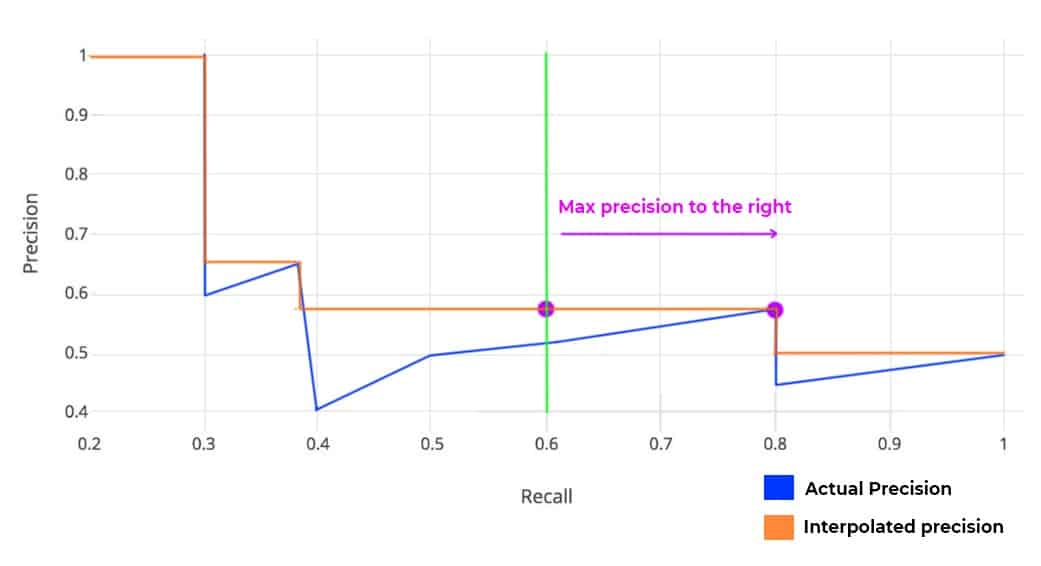 1
0.9
0.8
Max precision to the right
0.7
0.6
0.5
0.4
Precision
0.2 0.3 0.4 0.5 0.6 0.7 0.8 0.9 1
Recall
Actual Precision
Interpolated precision